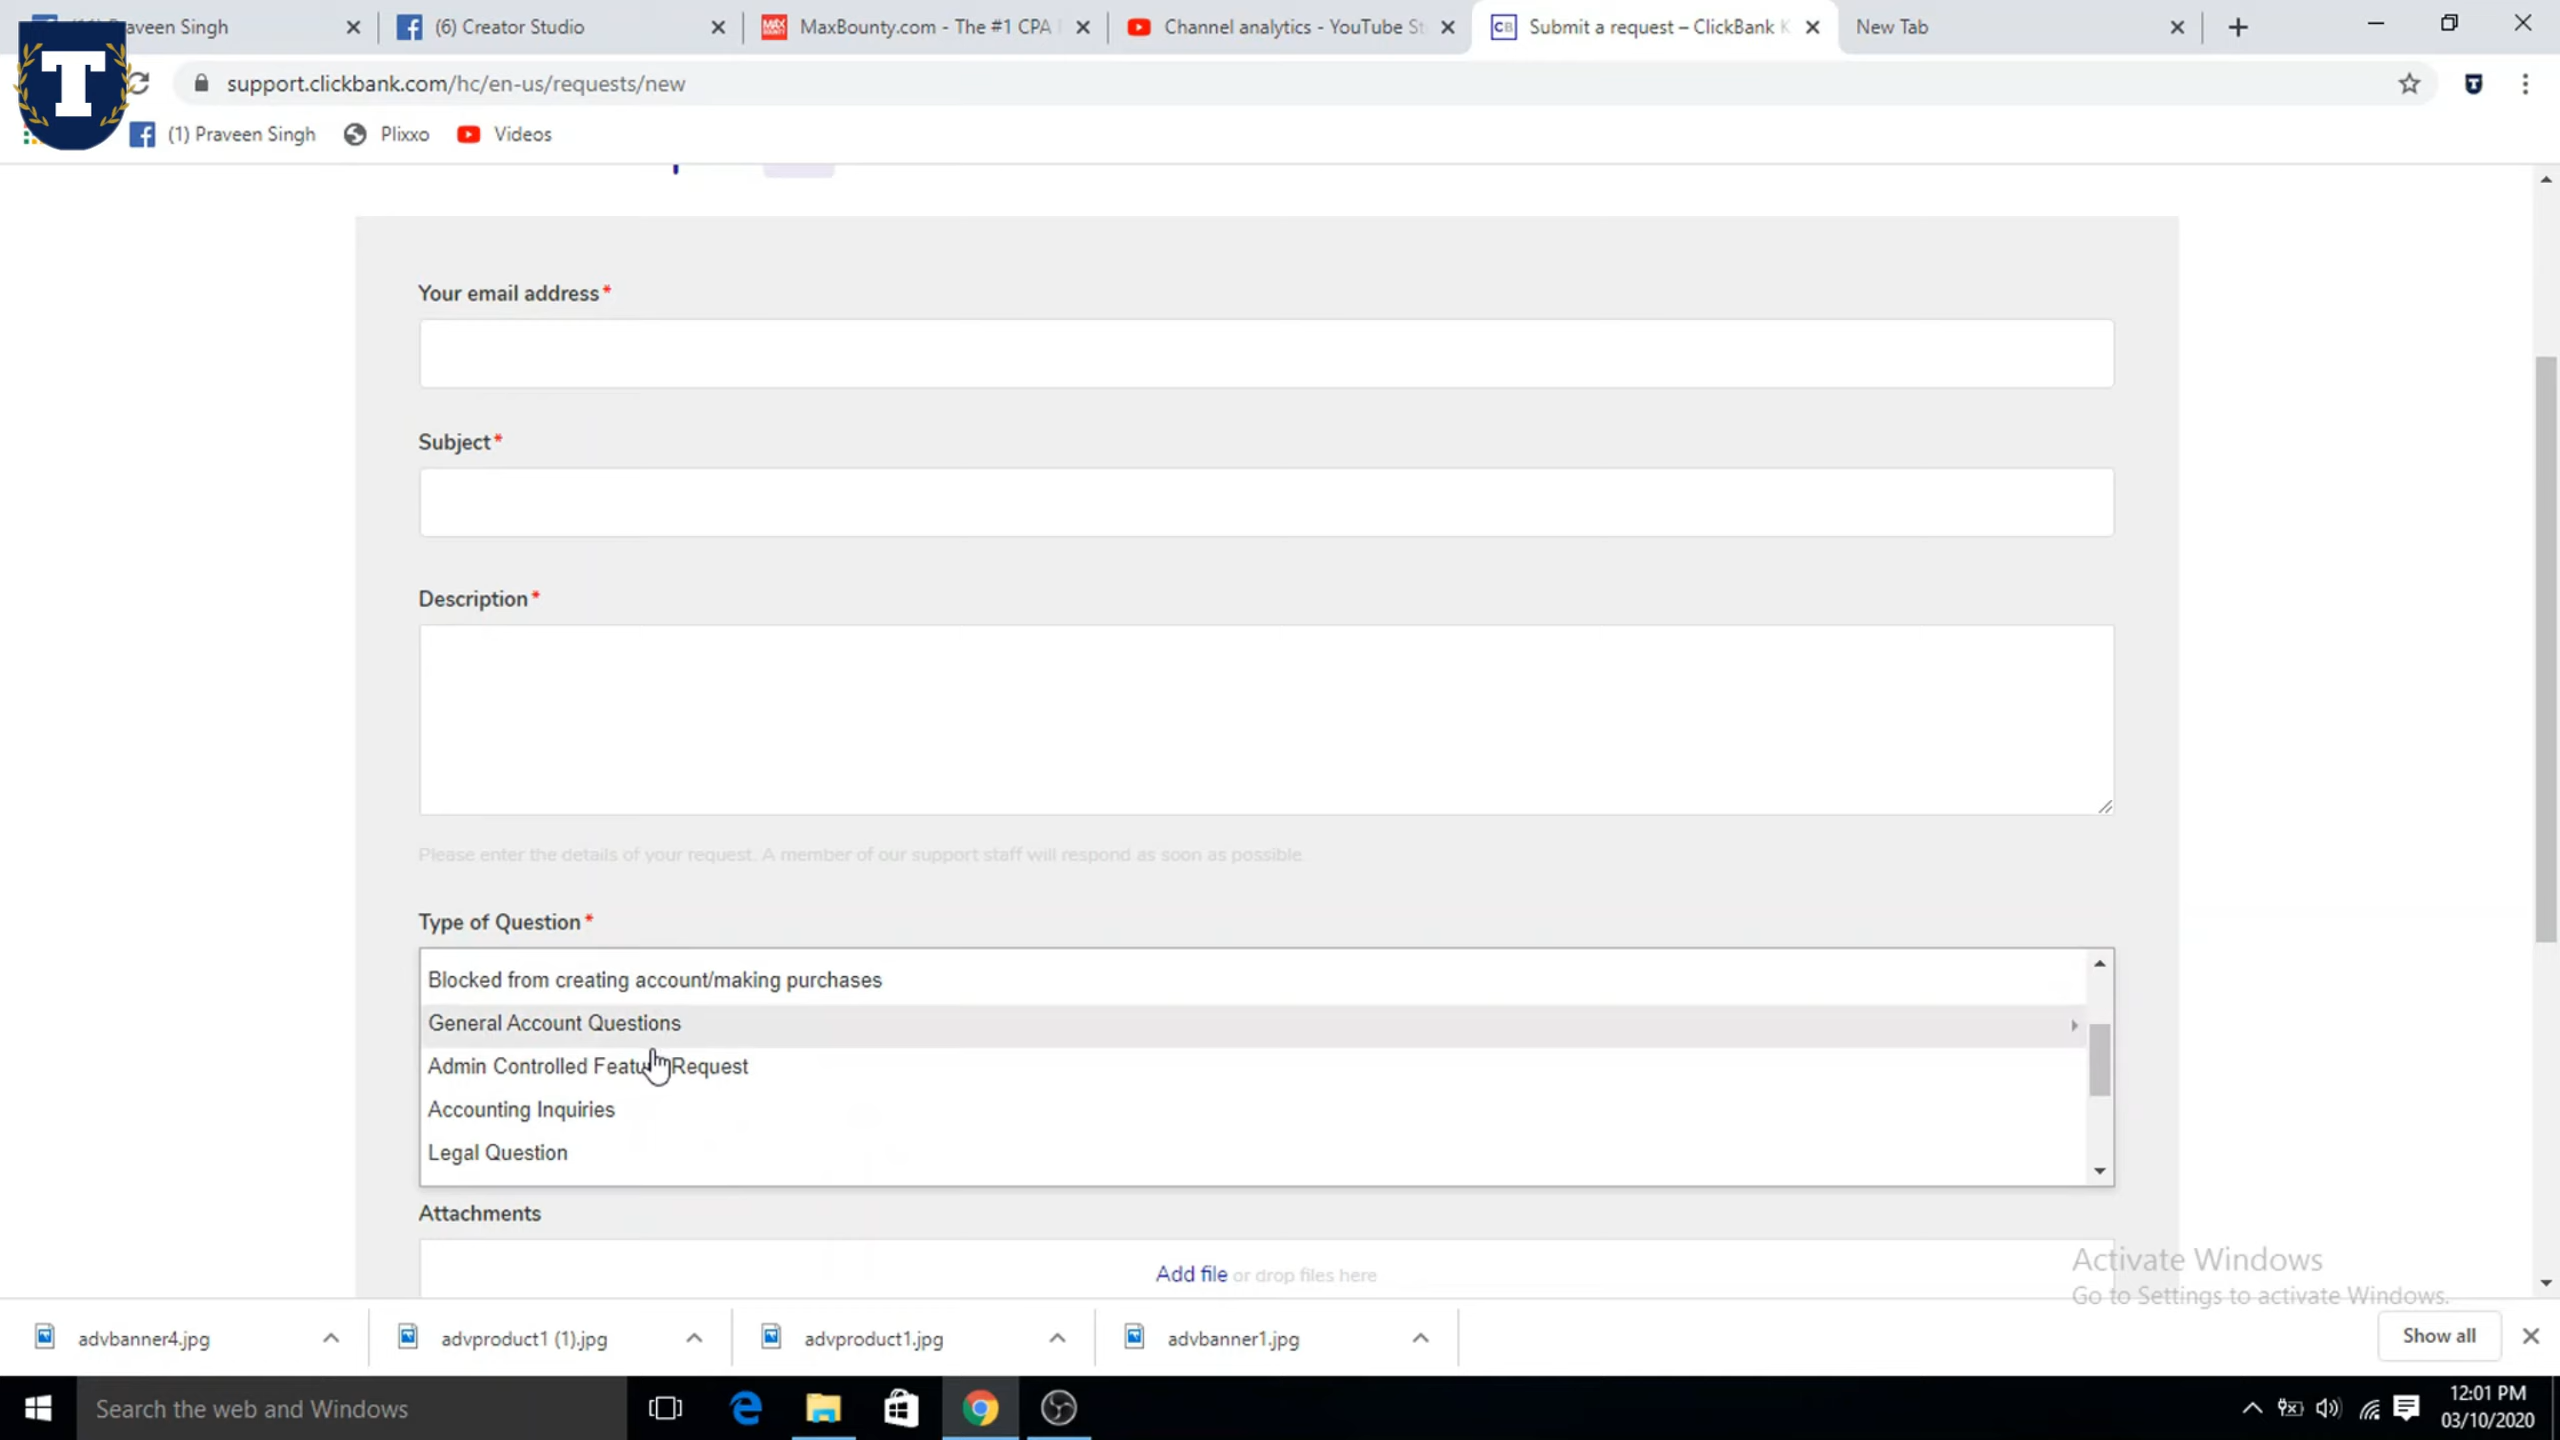 aveen Singh
(6) Creator Studio
MaxBounty.com - The #1 CPA
Channel analytics - YouTube St
CB
Submit a request – ClickBank K
New Tab
T
support.clickbank.com/hc/en-us/requests/new
(1) Praveen Singh
Plixxo
Videos
Your email address*
Subject*
Description*
Please enter the details of your request. A member of our support staff will respond as soon as possible.
Type of Question*
Blocked from creating account/making purchases
General Account Questions
Admin Controlled Featu Request
Accounting Inquiries
Legal Question
Attachments
Add file or drop files here
Activate Windows
Go to Settings to activate Windows.
advbanner4.jpg
advproduct1 (1).jpg
advproduct1.jpg
advbanner1.jpg
Show all
Search the web and Windows
12:01 PM
03/10/2020